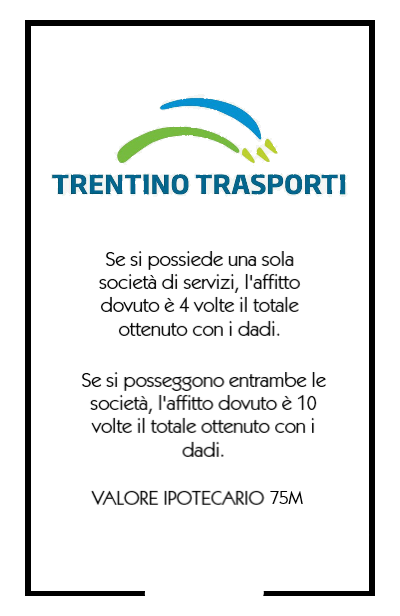 TRENTINO TRASPORTI
Se si possiede una sola
società di servizi, l'affitto
dovuto è 4 volte il totale
ottenuto con i dadi.
Se si posseggono entrambe le
società, l'affitto dovuto è 10
volte il totale ottenuto con i
dadi.
VALORE IPOTECARIO 75M